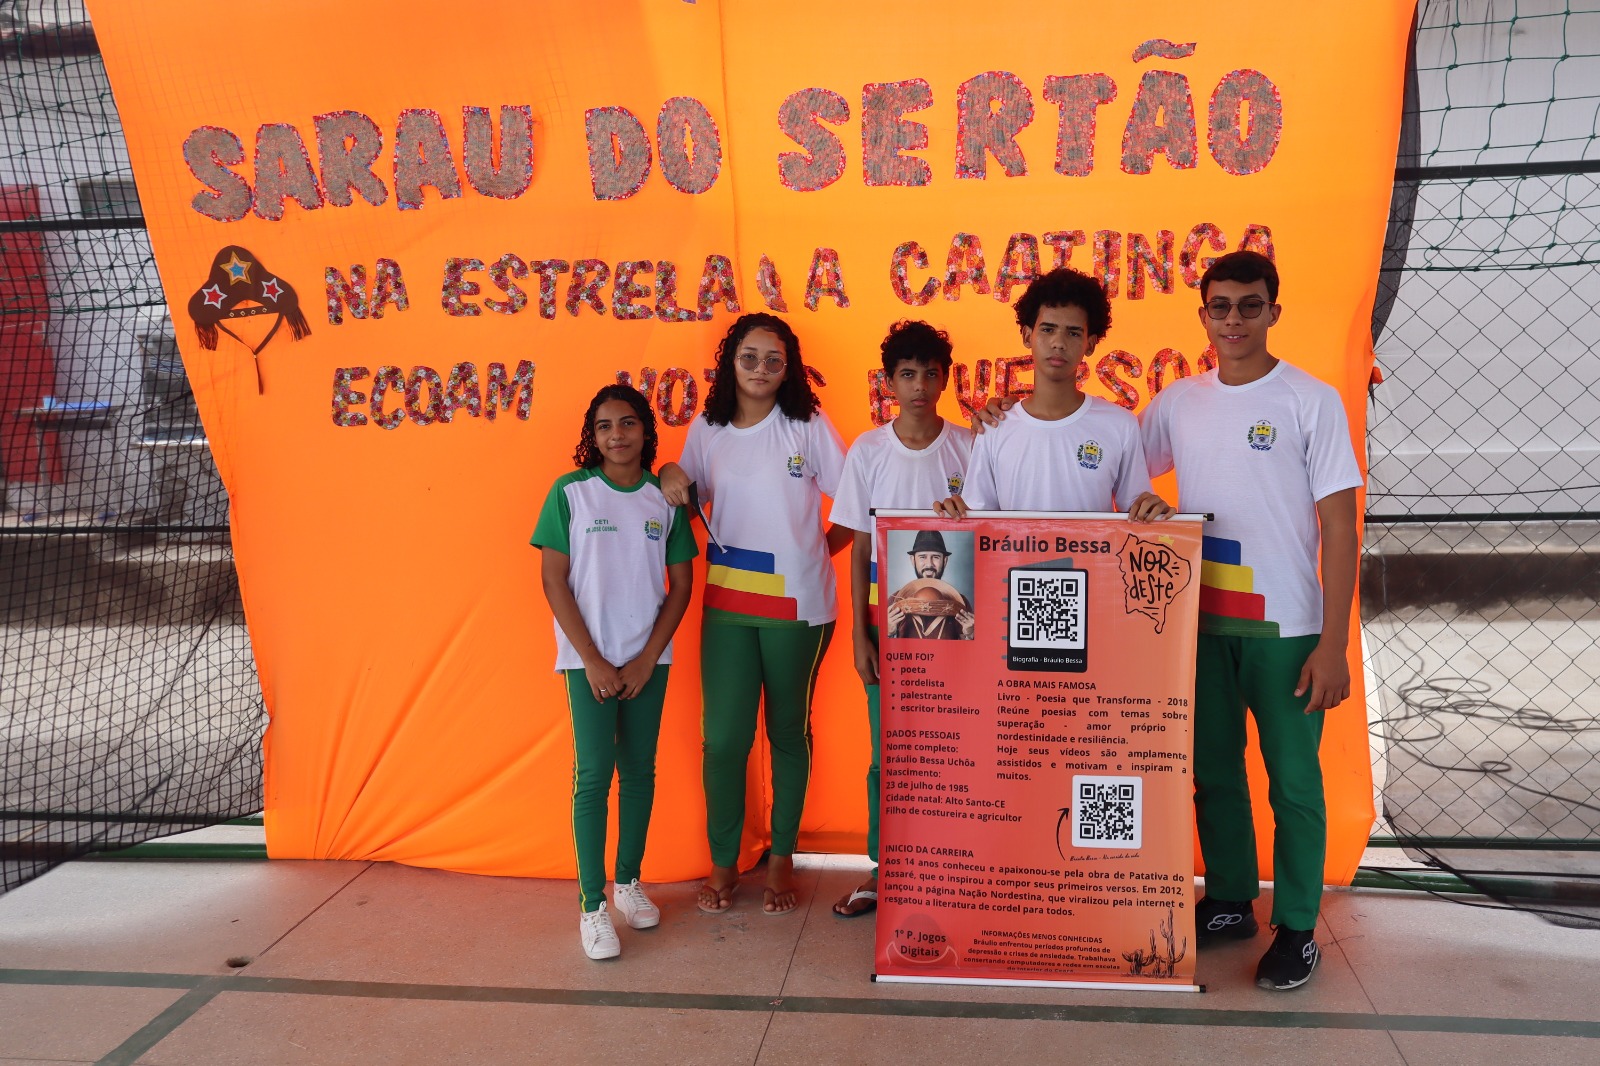 SARAU DO SERTÃO
NA ESTRELA A CAATINGA
ECOAM E VERSOS
CETI
Bráulio Bessa
NOR
deste
Biografia - Bráulio Bessa
QUEM FOI?
• poeta
• cordelista
• palestrante
• escritor brasileiro
DADOS PESSOAIS
Nome completo:
Bráulio Bessa Uchôa
Nascimento:
23 de julho de 1985
Cidade natal: Alto Santo-CE
Filho de costureira e agricultor
A OBRA MAIS FAMOSA
Livro - Poesia que Transforma - 2018
(Reúne poesias com temas sobre
superação - amor próprio -
nordestinidade e resiliência.
Hoje seus vídeos são amplamente
assistidos e motivam e inspiram a
muitos.
INICIO DA CARREIRA
Aos 14 anos conheceu e apaixonou-se pela obra de Patativa do
Assaré, que o inspirou a compor seus primeiros versos. Em 2012,
lançou a página Nação Nordestina, que viralizou pela internet e
resgatou a literatura de cordel para todos.
1º P. Jogos
Digitais
INFORMAÇÕES MENOS CONHECIDAS
Bráulio enfrentou períodos profundos de
depressão e crises de ansiedade. Trabalhava
consertando computadores e redes em escolas
do interior do Ceará.